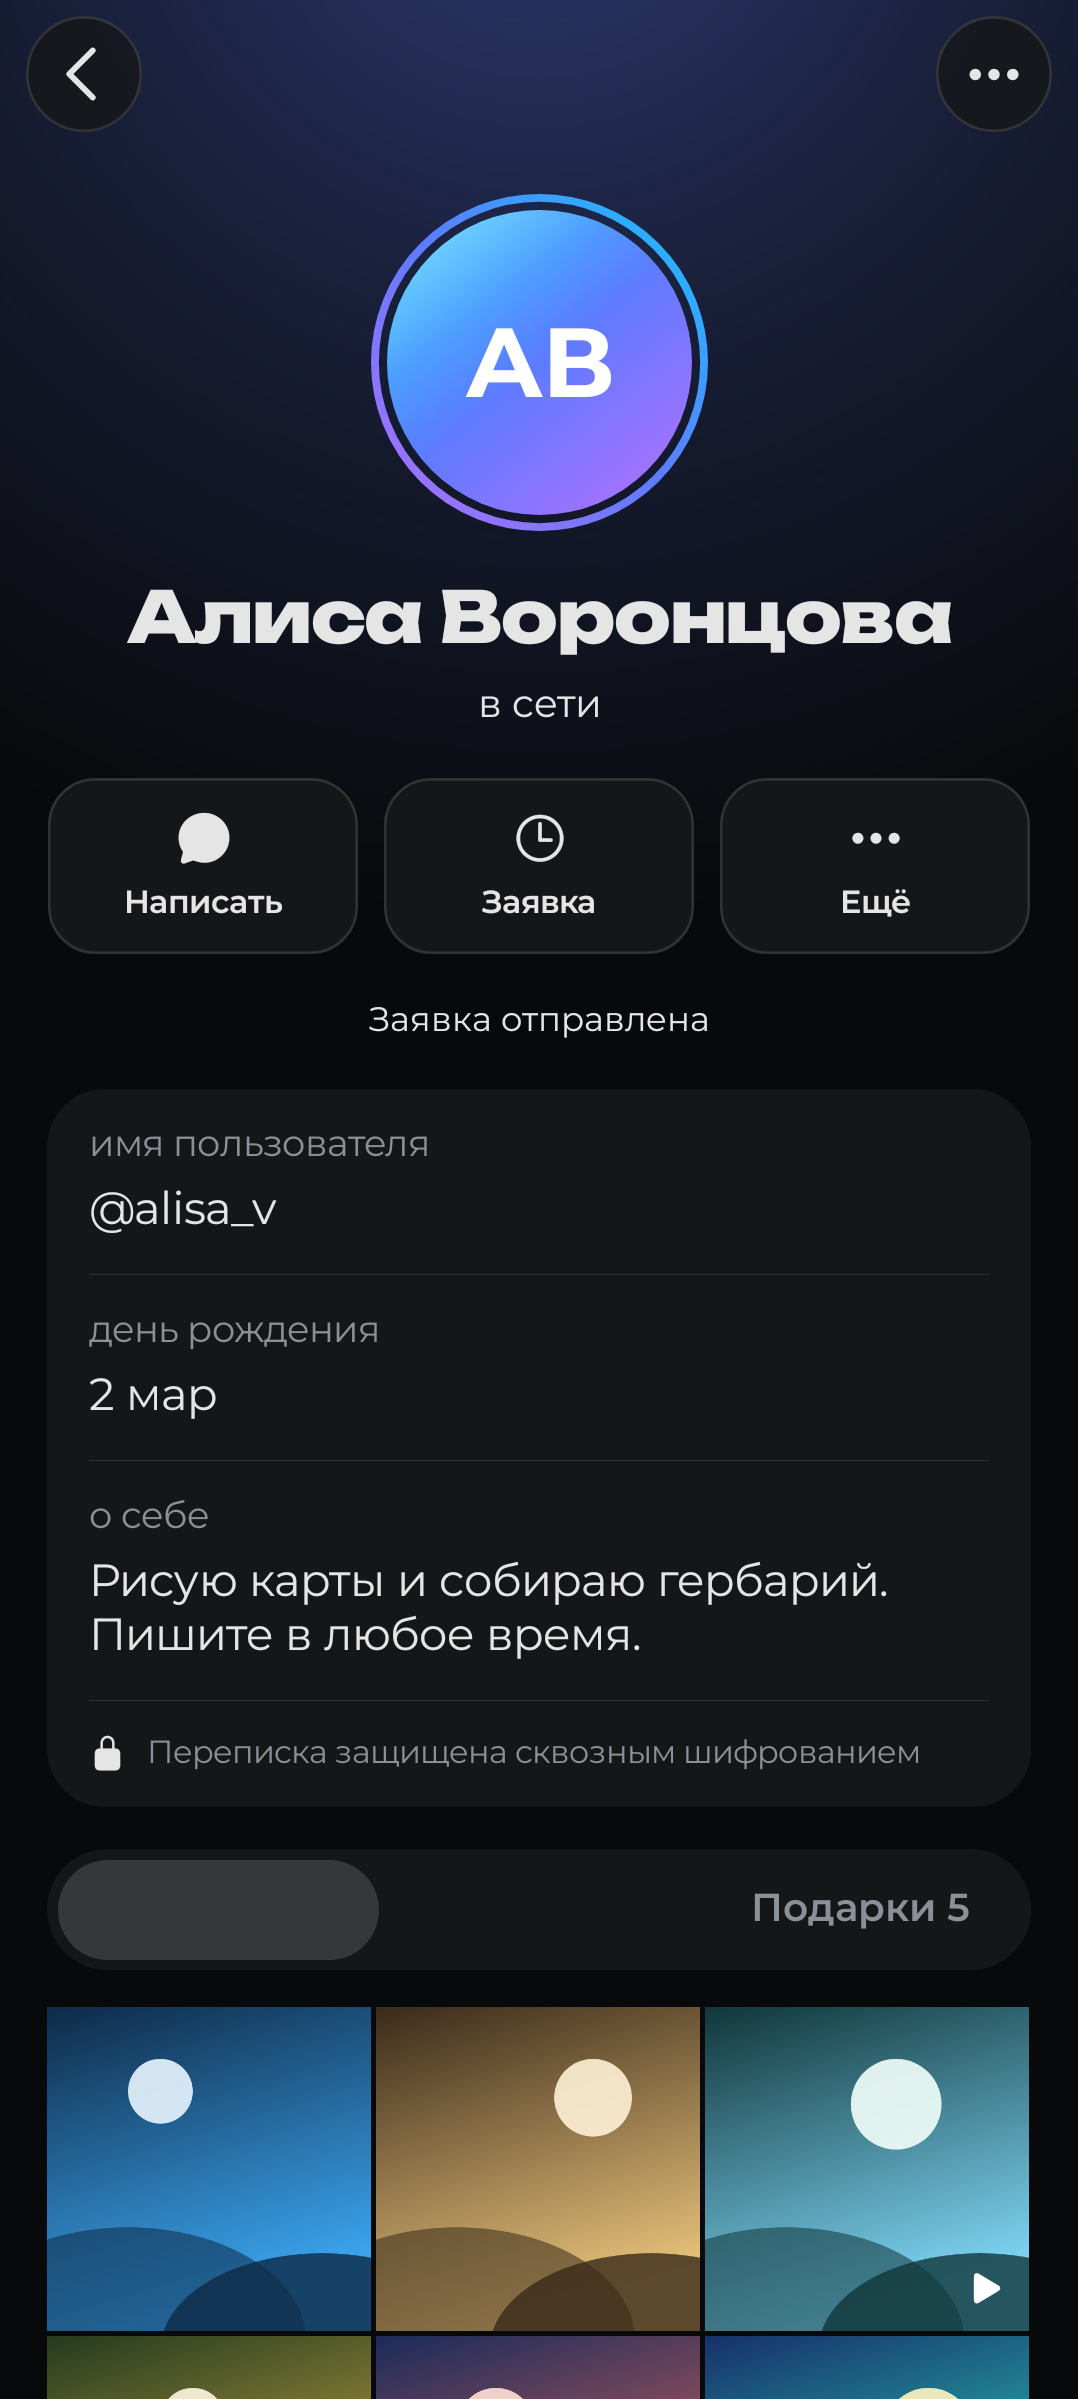 АВ
Алиса Воронцова
в сети
Написать
Заявка
Ещё
Заявка отправлена
имя пользователя
@alisa_v
день рождения
2 мар
о себе
Рисую карты и собираю гербарий.
Пишите в любое время.
Переписка защищена сквозным шифрованием
Подарки 5